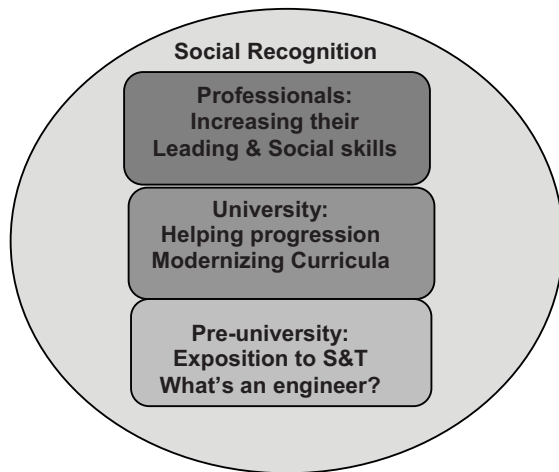 Social Recognition
Professionals:
Increasing their
Leading & Social skills
University:
Helping progression
Modernizing Curricula
Pre-university:
Exposition to S&T
What's an engineer?